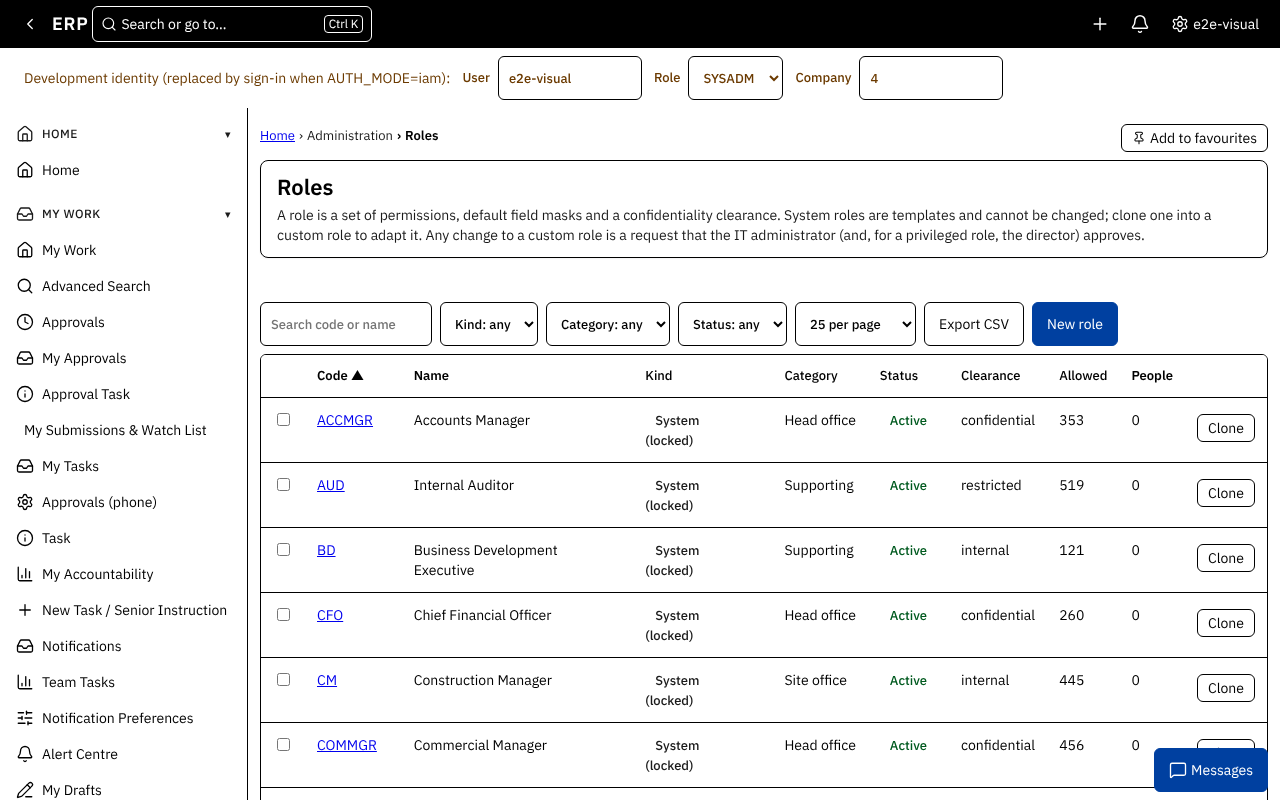 ERP
Search or go to...
Ctrl K
e2e-visual
Development identity (replaced by sign-in when AUTH_MODE=iam):
User
e2e-visual
Role
SYSADM
Company
4
HOME
Home
MY WORK
My Work
Advanced Search
Approvals
My Approvals
Approval Task
My Submissions & Watch List
My Tasks
Approvals (phone)
Task
My Accountability
New Task / Senior Instruction
Notifications
Team Tasks
Notification Preferences
Alert Centre
My Drafts
Home › Administration › Roles
Add to favourites
Roles
A role is a set of permissions, default field masks and a confidentiality clearance. System roles are templates and cannot be changed; clone one into a
custom role to adapt it. Any change to a custom role is a request that the IT administrator (and, for a privileged role, the director) approves.
Search code or name
Kind: any
Category: any
Status: any
25 per page
Export CSV
New role
Code ▲ Name Kind Category Status Clearance Allowed People
ACCMGR Accounts Manager System Head office Active confidential 353 0
(locked)
Clone
AUD Internal Auditor System Supporting Active restricted 519 0
(locked)
Clone
BD Business Development System Supporting Active internal 121 0
Executive (locked)
Clone
CFO Chief Financial Officer System Head office Active confidential 260 0
(locked)
Clone
CM Construction Manager System Site office Active internal 445 0
(locked)
Clone
COMMGR Commercial Manager System Head office Active confidential 456 0
(locked)
Messages